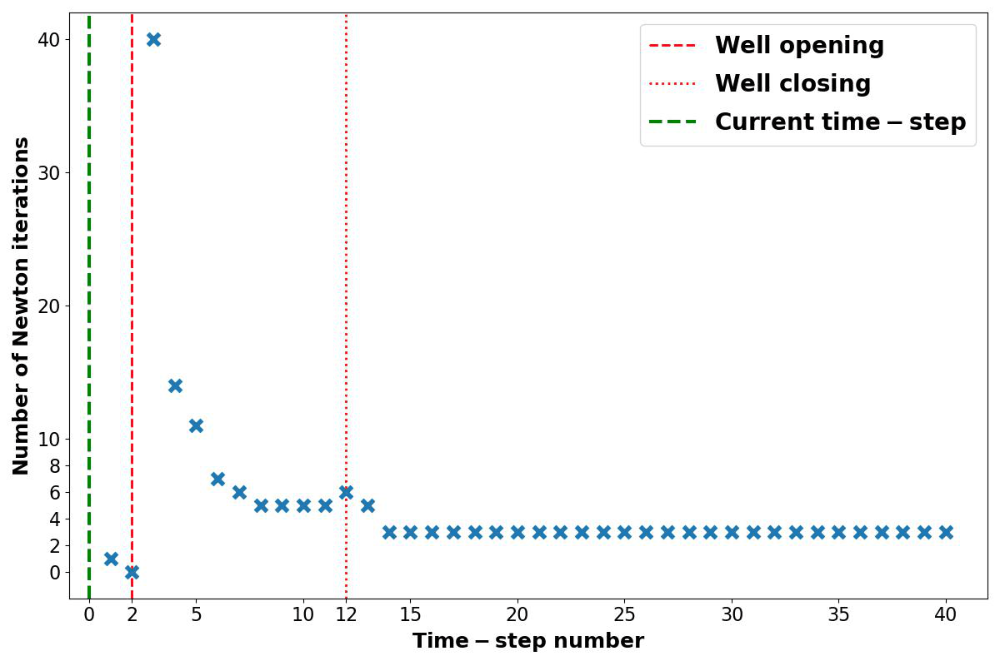 Well opening
Well closing
Current time − step
Number of Newton iterations
40
30
20
10
8
6
4
2
0
0 2 5 10 12 15 20 25 30 35 40
Time − step number